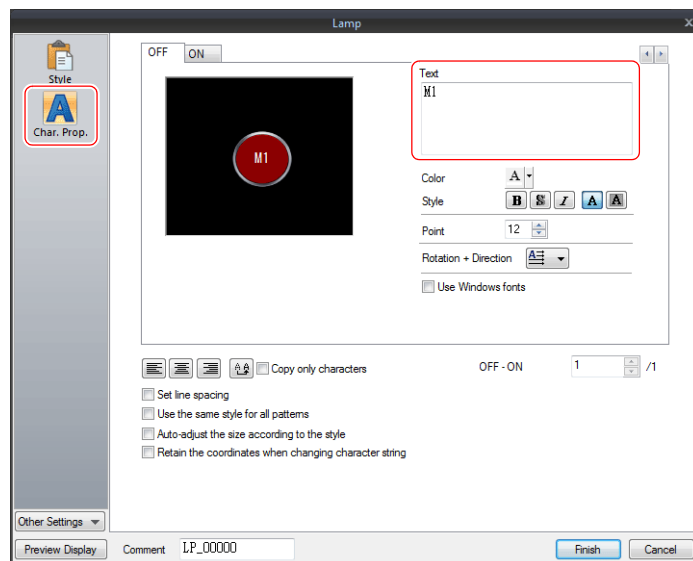 Lamp
X
Style
Char. Prop.
OFF
ON
M1
Text
M1
Color
A
Style
B S I A A
Point
12
Rotation + Direction
A
Use Windows fonts
Copy only characters
OFF - ON
1
/1
Set line spacing
Use the same style for all patterns
Auto-adjust the size according to the style
Retain the coordinates when changing character string
Other Settings
Preview Display
Comment
LP_00000
Finish
Cancel